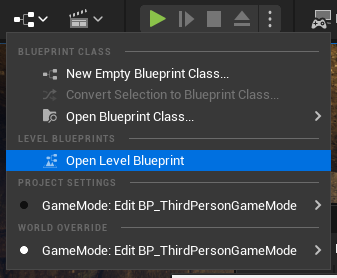 BLUEPRINT CLASS
New Empty Blueprint Class...
Convert Selection to Blueprint Class...
Open Blueprint Class...
LEVEL BLUEPRINTS
Open Level Blueprint
PROJECT SETTINGS
GameMode: Edit BP_ThirdPersonGameMode
WORLD OVERRIDE
GameMode: Edit BP_ThirdPersonGameMode